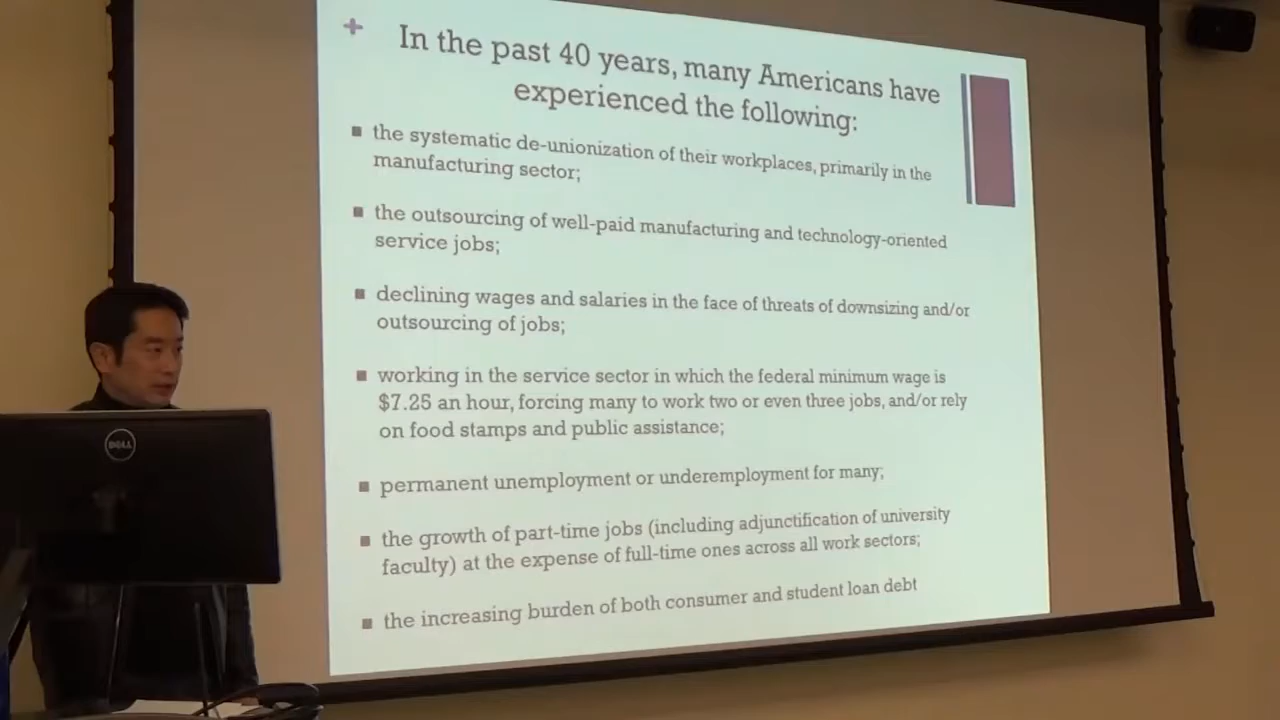 + In the past 40 years, many Americans have
experienced the following:
■ the systematic de-unionization of their workplaces, primarily in the
manufacturing sector;
■ the outsourcing of well-paid manufacturing and technology-oriented
service jobs;
■ declining wages and salaries in the face of threats of downsizing and/or
outsourcing of jobs;
■ working in the service sector in which the federal minimum wage is
$7.25 an hour, forcing many to work two or even three jobs, and/or rely
on food stamps and public assistance;
■ permanent unemployment or underemployment for many;
■ the growth of part-time jobs (including adjunctification of university
faculty) at the expense of full-time ones across all work sectors;
■ the increasing burden of both consumer and student loan debt
DELL